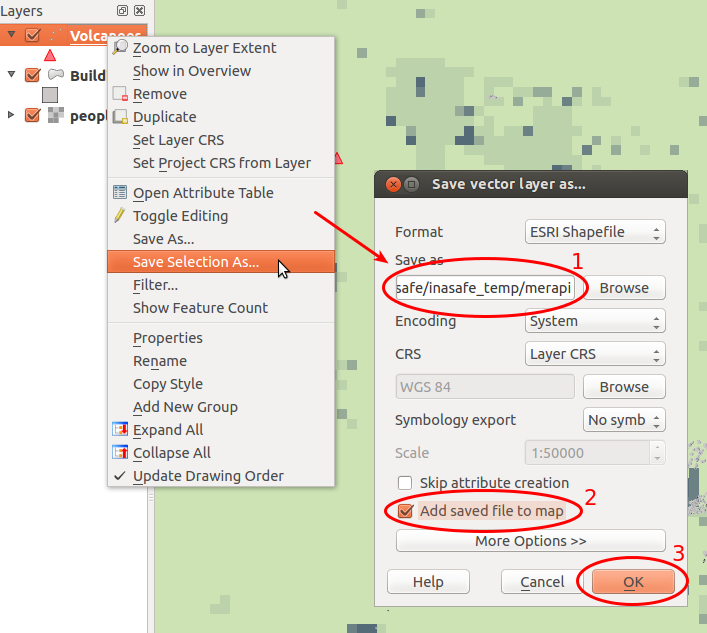 Layers
Volcanoes
Build
peopl
Zoom to Layer Extent
Show in Overview
Remove
Duplicate
Set Layer CRS
Set Project CRS from Layer
Open Attribute Table
Toggle Editing
Save As...
Save Selection As...
Filter...
Show Feature Count
Properties
Rename
Copy Style
Add New Group
Expand All
Collapse All
Update Drawing Order
Save vector layer as...
Format ESRI Shapefile
Save as 1
safe/inasafe_temp/merapi Browse
Encoding System
CRS Layer CRS
WGS 84 Browse
Symbology export No symb
Scale 1:50000
Skip attribute creation
Add saved file to map 2
More Options >>
3
Help Cancel OK